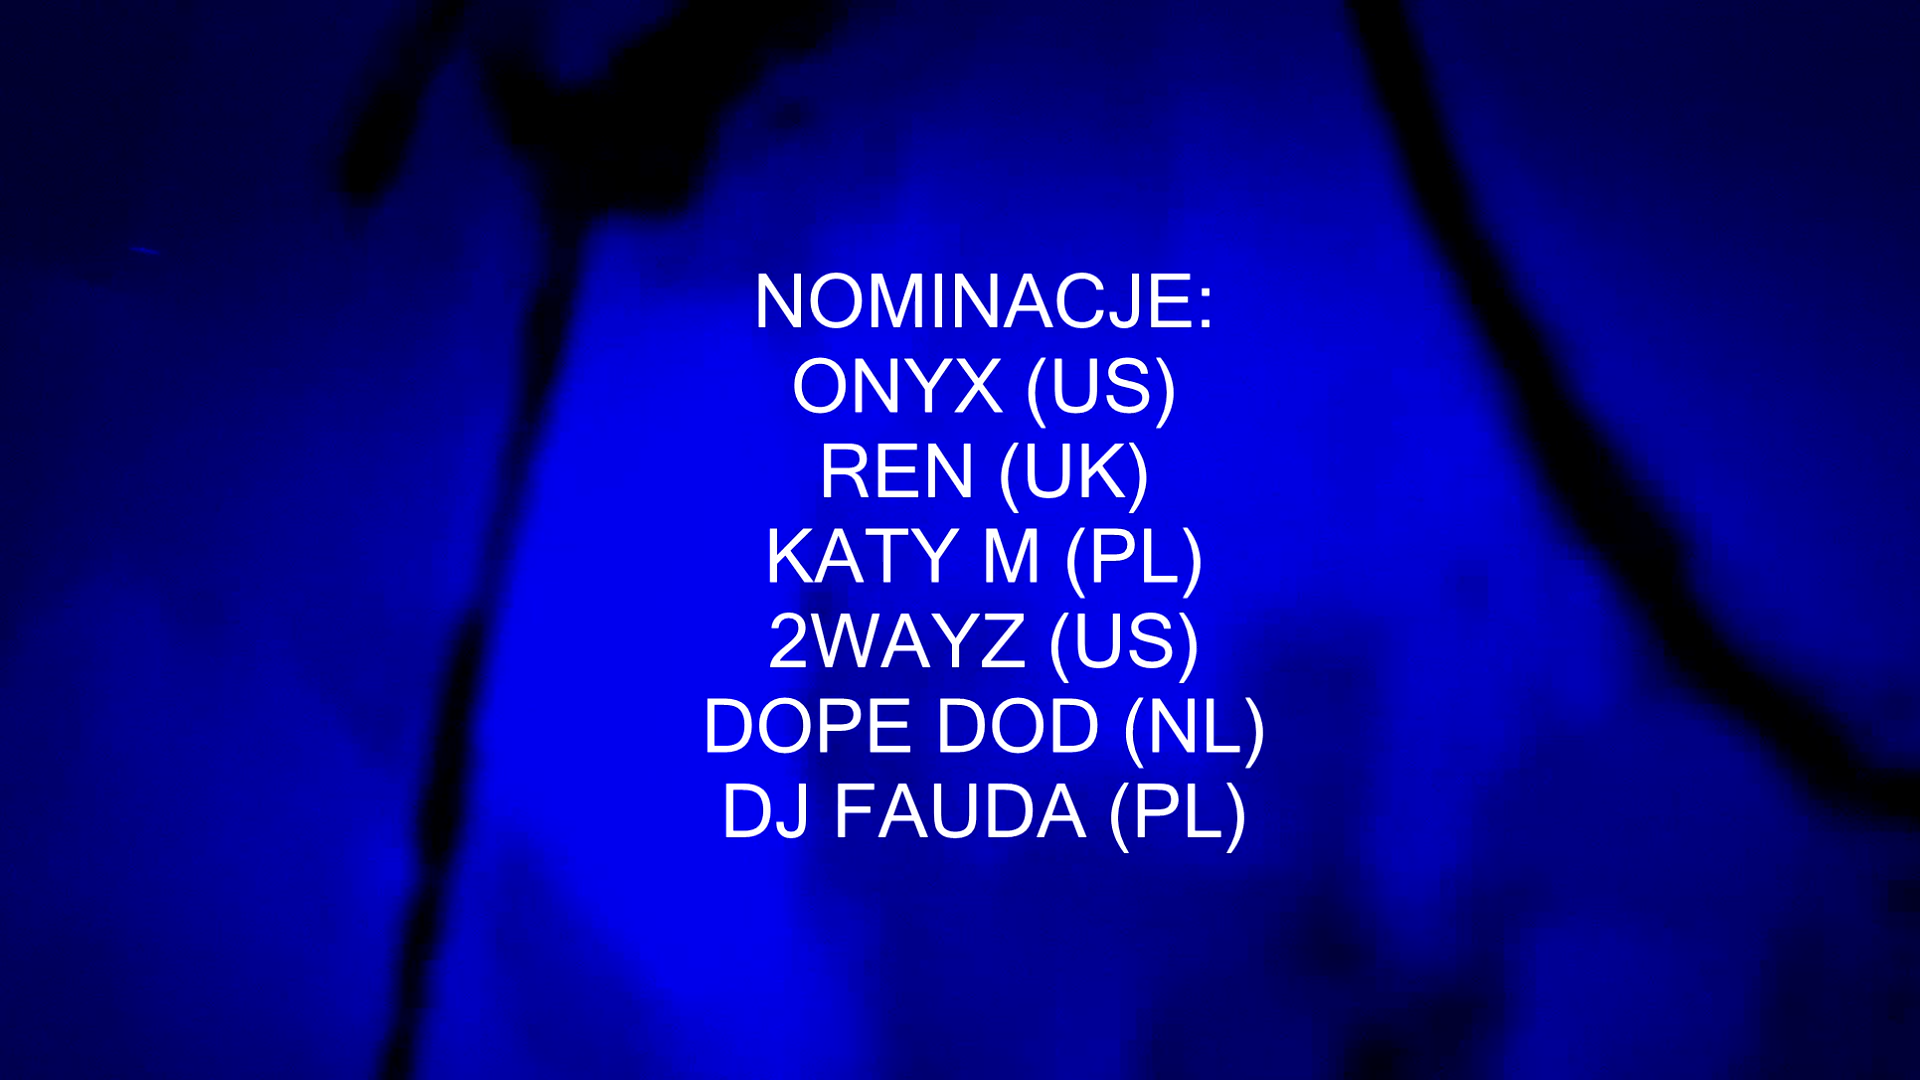 NOMINACJE:
ONYX (US)
REN (UK)
KATY M (PL)
2WAYZ (US)
DOPE DOD (NL)
DJ FAUDA (PL)